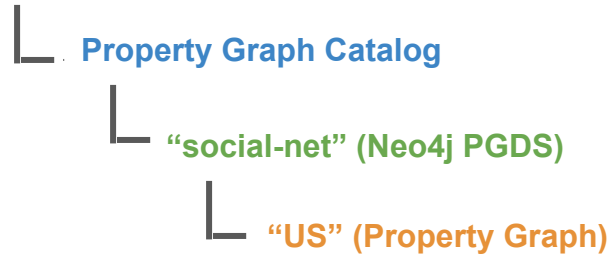 Property Graph Catalog
“social-net” (Neo4j PGDS)
“US” (Property Graph)